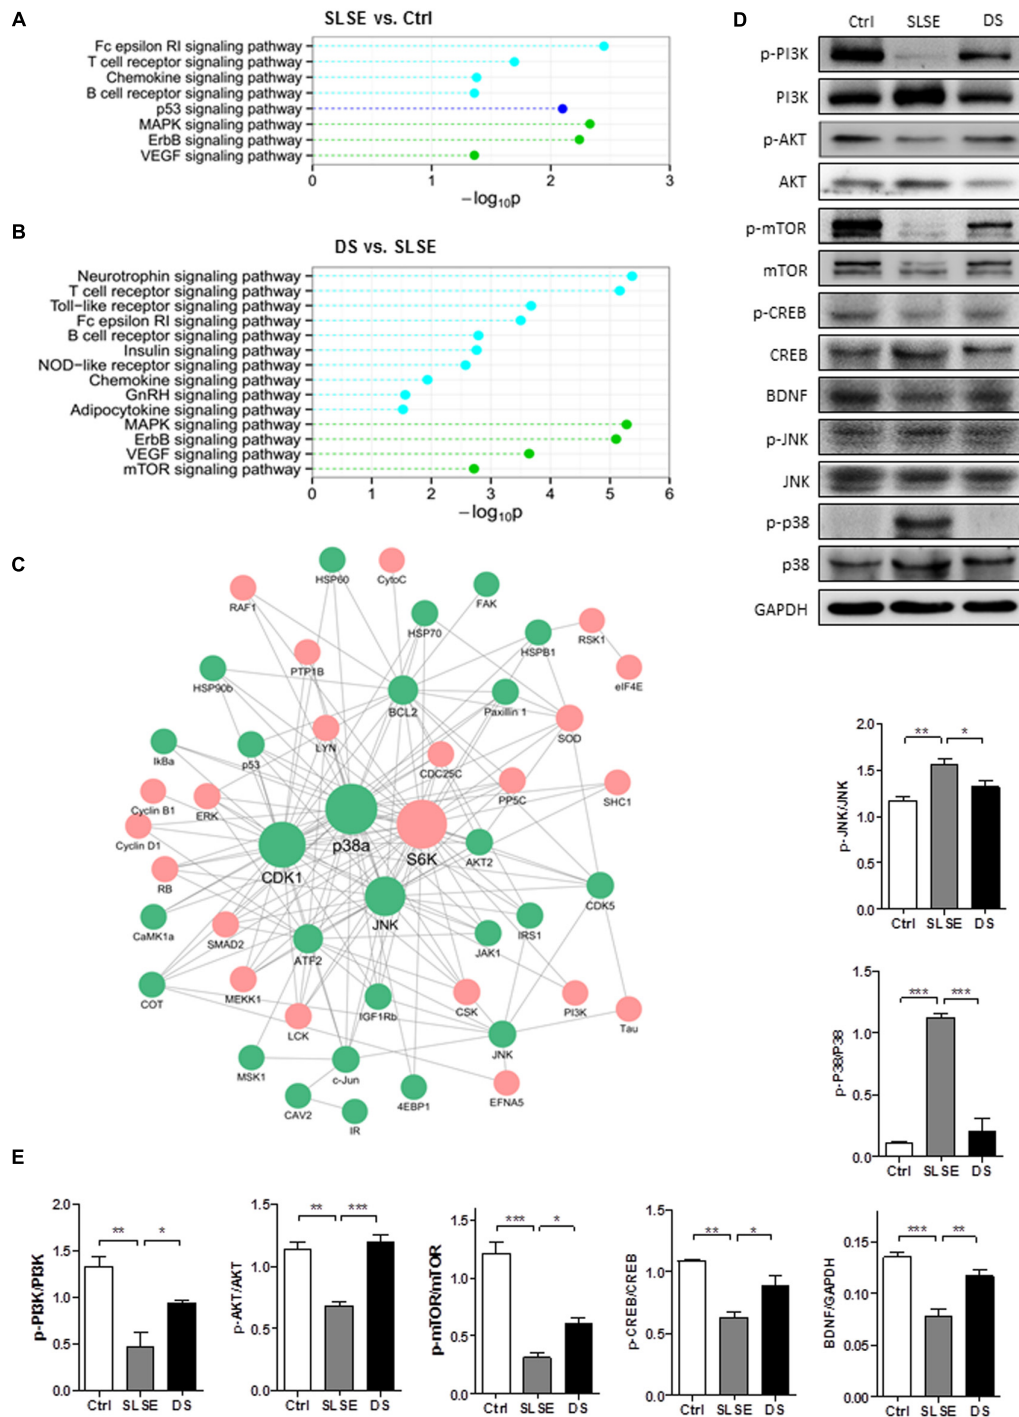 A
SLSE vs. Ctrl
Fc epsilon RI signaling pathway
T cell receptor signaling pathway
Chemokine signaling pathway
B cell receptor signaling pathway
p53 signaling pathway
MAPK signaling pathway
ErbB signaling pathway
VEGF signaling pathway
0 1 2 3
−log10p
B
DS vs. SLSE
Neurotrophin signaling pathway
T cell receptor signaling pathway
Toll−like receptor signaling pathway
Fc epsilon RI signaling pathway
B cell receptor signaling pathway
Insulin signaling pathway
NOD−like receptor signaling pathway
Chemokine signaling pathway
GnRH signaling pathway
Adipocytokine signaling pathway
MAPK signaling pathway
ErbB signaling pathway
VEGF signaling pathway
mTOR signaling pathway
0 1 2 3 4 5 6
−log10p
C
HSP60
CytoC
RAF1
FAK
HSP70
RSK1
HSPB1
PTP1B
eIF4E
HSP90b
BCL2
Paxillin 1
LYN
SOD
IkBa
p53
CDC25C
PP5C
SHC1
Cyclin B1
ERK
Cyclin D1
p38a
S6K
AKT2
CDK1
RB
CDK5
JNK
CaMK1a
SMAD2
IRS1
ATF2
JAK1
MEKK1
COT
IGF1Rb
CSK
PI3K
Tau
LCK
JNK
MSK1
c-Jun
EFNA5
4EBP1
CAV2
IR
D
Ctrl SLSE DS
p-PI3K
PI3K
p-AKT
AKT
p-mTOR
mTOR
p-CREB
CREB
BDNF
p-JNK
JNK
p-p38
p38
GAPDH
p-JNK/JNK
2.0
1.5
1.0
0.5
0.0
** *
Ctrl SLSE DS
p-P38/P38
1.5
1.0
0.5
0.0
*** ***
Ctrl SLSE DS
E
p-PI3K/PI3K
2.0
1.5
1.0
0.5
0.0
** *
Ctrl SLSE DS
p-AKT/AKT
1.5
1.0
0.5
0.0
** ***
Ctrl SLSE DS
p-mTOR/mTOR
1.5
1.0
0.5
0.0
*** *
Ctrl SLSE DS
p-CREB/CREB
1.5
1.0
0.5
0.0
** *
Ctrl SLSE DS
BDNF/GAPDH
0.15
0.10
0.05
0.00
*** **
Ctrl SLSE DS